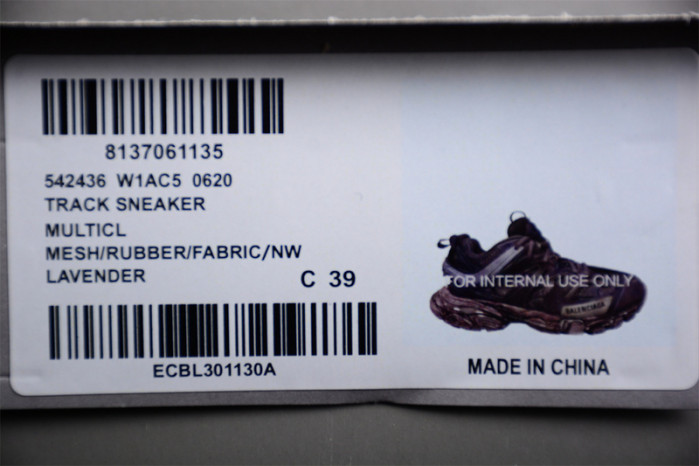 8137061135
542436 W1AC5 0620
TRACK SNEAKER
MULTICL
MESH/RUBBER/FABRIC/NW
LAVENDER
C 39
ECBL301130A
FOR INTERNAL USE ONLY
BALENCIAGA
MADE IN CHINA